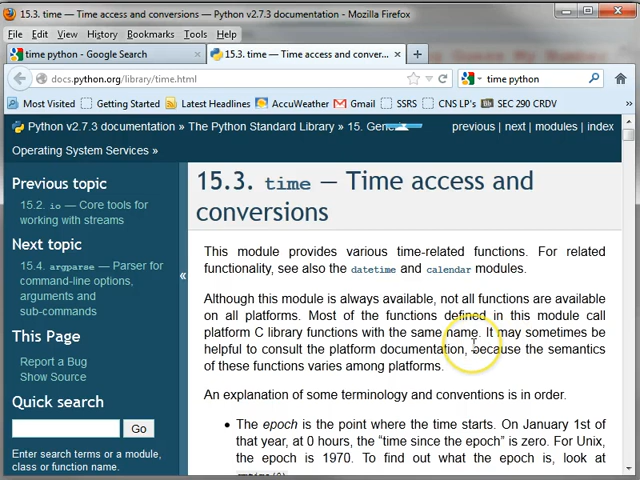 15.3. time — Time access and conversions — Python v2.7.3 documentation - Mozilla Firefox
File Edit View History Bookmarks Tools Help
time python - Google Search
15.3. time — Time access and conver...
docs.python.org/library/time.html
time python
Most Visited Getting Started Latest Headlines AccuWeather Gmail SSRS CNS LP's SEC 290 CRDV
Python v2.7.3 documentation » The Python Standard Library » 15. previous | next | modules | index
Operating System Services »
Previous topic
15.2. io — Core tools for
working with streams
Next topic
15.4. argparse — Parser for
command-line options,
arguments and
sub-commands
This Page
Report a Bug
Show Source
Quick search
Go
Enter search terms or a module,
class or function name.
«
15.3. time — Time access and
conversions
This module provides various time-related functions. For related
functionality, see also the datetime and calendar modules.
Although this module is always available, not all functions are available
on all platforms. Most of the functions defined in this module call
platform C library functions with the same name. It may sometimes be
helpful to consult the platform documentation, because the semantics
of these functions varies among platforms.
An explanation of some terminology and conventions is in order.
• The epoch is the point where the time starts. On January 1st of
that year, at 0 hours, the “time since the epoch” is zero. For Unix,
the epoch is 1970. To find out what the epoch is, look at